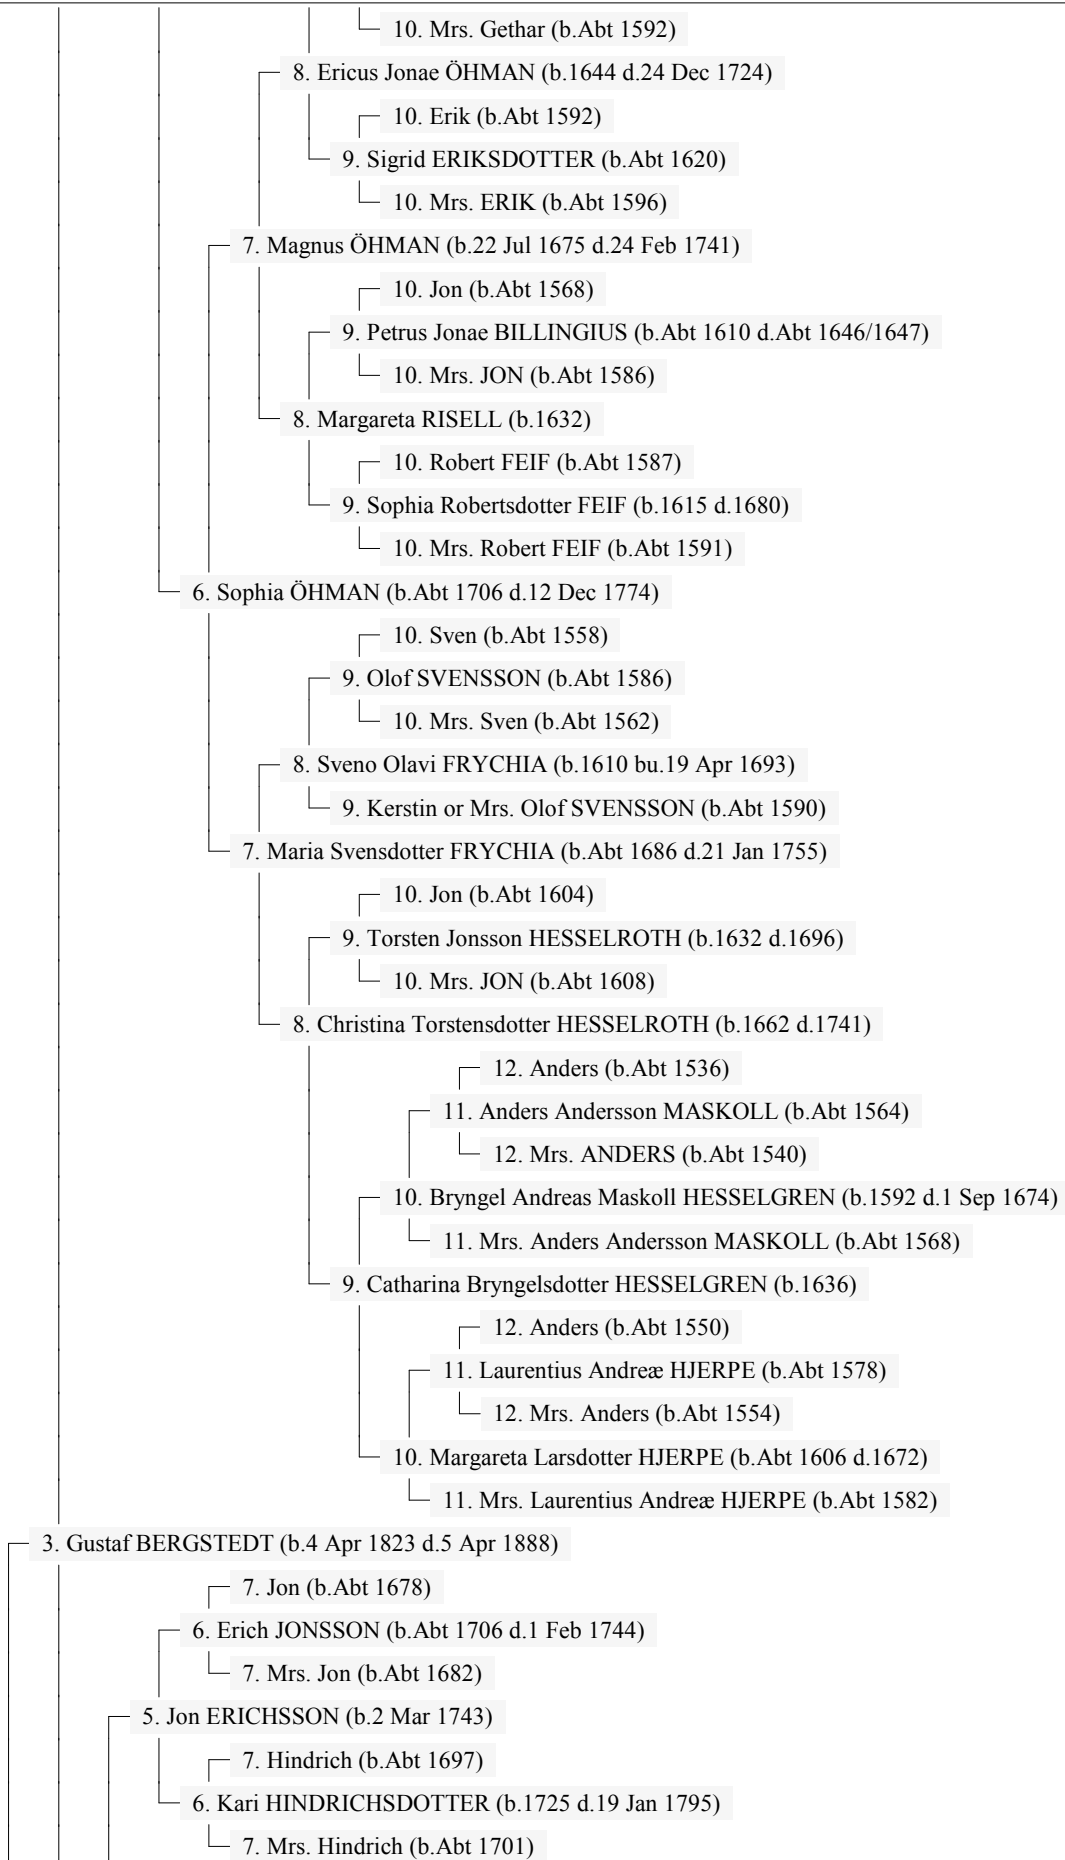 10. Mrs. Gethar (b.Abt 1592)
8. Ericus Jonae ÖHMAN (b.1644 d.24 Dec 1724)
10. Erik (b.Abt 1592)
9. Sigrid ERIKSDOTTER (b.Abt 1620)
10. Mrs. ERIK (b.Abt 1596)
7. Magnus ÖHMAN (b.22 Jul 1675 d.24 Feb 1741)
10. Jon (b.Abt 1568)
9. Petrus Jonae BILLINGIUS (b.Abt 1610 d.Abt 1646/1647)
10. Mrs. JON (b.Abt 1586)
8. Margareta RISELL (b.1632)
10. Robert FEIF (b.Abt 1587)
9. Sophia Robertsdotter FEIF (b.1615 d.1680)
10. Mrs. Robert FEIF (b.Abt 1591)
6. Sophia ÖHMAN (b.Abt 1706 d.12 Dec 1774)
10. Sven (b.Abt 1558)
9. Olof SVENSSON (b.Abt 1586)
10. Mrs. Sven (b.Abt 1562)
8. Sveno Olavi FRYCHIA (b.1610 bu.19 Apr 1693)
9. Kerstin or Mrs. Olof SVENSSON (b.Abt 1590)
7. Maria Svensdotter FRYCHIA (b.Abt 1686 d.21 Jan 1755)
10. Jon (b.Abt 1604)
9. Torsten Jonsson HESSELROTH (b.1632 d.1696)
10. Mrs. JON (b.Abt 1608)
8. Christina Torstensdotter HESSELROTH (b.1662 d.1741)
12. Anders (b.Abt 1536)
11. Anders Andersson MASKOLL (b.Abt 1564)
12. Mrs. ANDERS (b.Abt 1540)
10. Bryngel Andreas Maskoll HESSELGREN (b.1592 d.1 Sep 1674)
11. Mrs. Anders Andersson MASKOLL (b.Abt 1568)
9. Catharina Bryngelsdotter HESSELGREN (b.1636)
12. Anders (b.Abt 1550)
11. Laurentius Andreæ HJERPE (b.Abt 1578)
12. Mrs. Anders (b.Abt 1554)
10. Margareta Larsdotter HJERPE (b.Abt 1606 d.1672)
11. Mrs. Laurentius Andreæ HJERPE (b.Abt 1582)
3. Gustaf BERGSTEDT (b.4 Apr 1823 d.5 Apr 1888)
7. Jon (b.Abt 1678)
6. Erich JONSSON (b.Abt 1706 d.1 Feb 1744)
7. Mrs. Jon (b.Abt 1682)
5. Jon ERICHSSON (b.2 Mar 1743)
7. Hindrich (b.Abt 1697)
6. Kari HINDRICHSDOTTER (b.1725 d.19 Jan 1795)
7. Mrs. Hindrich (b.Abt 1701)